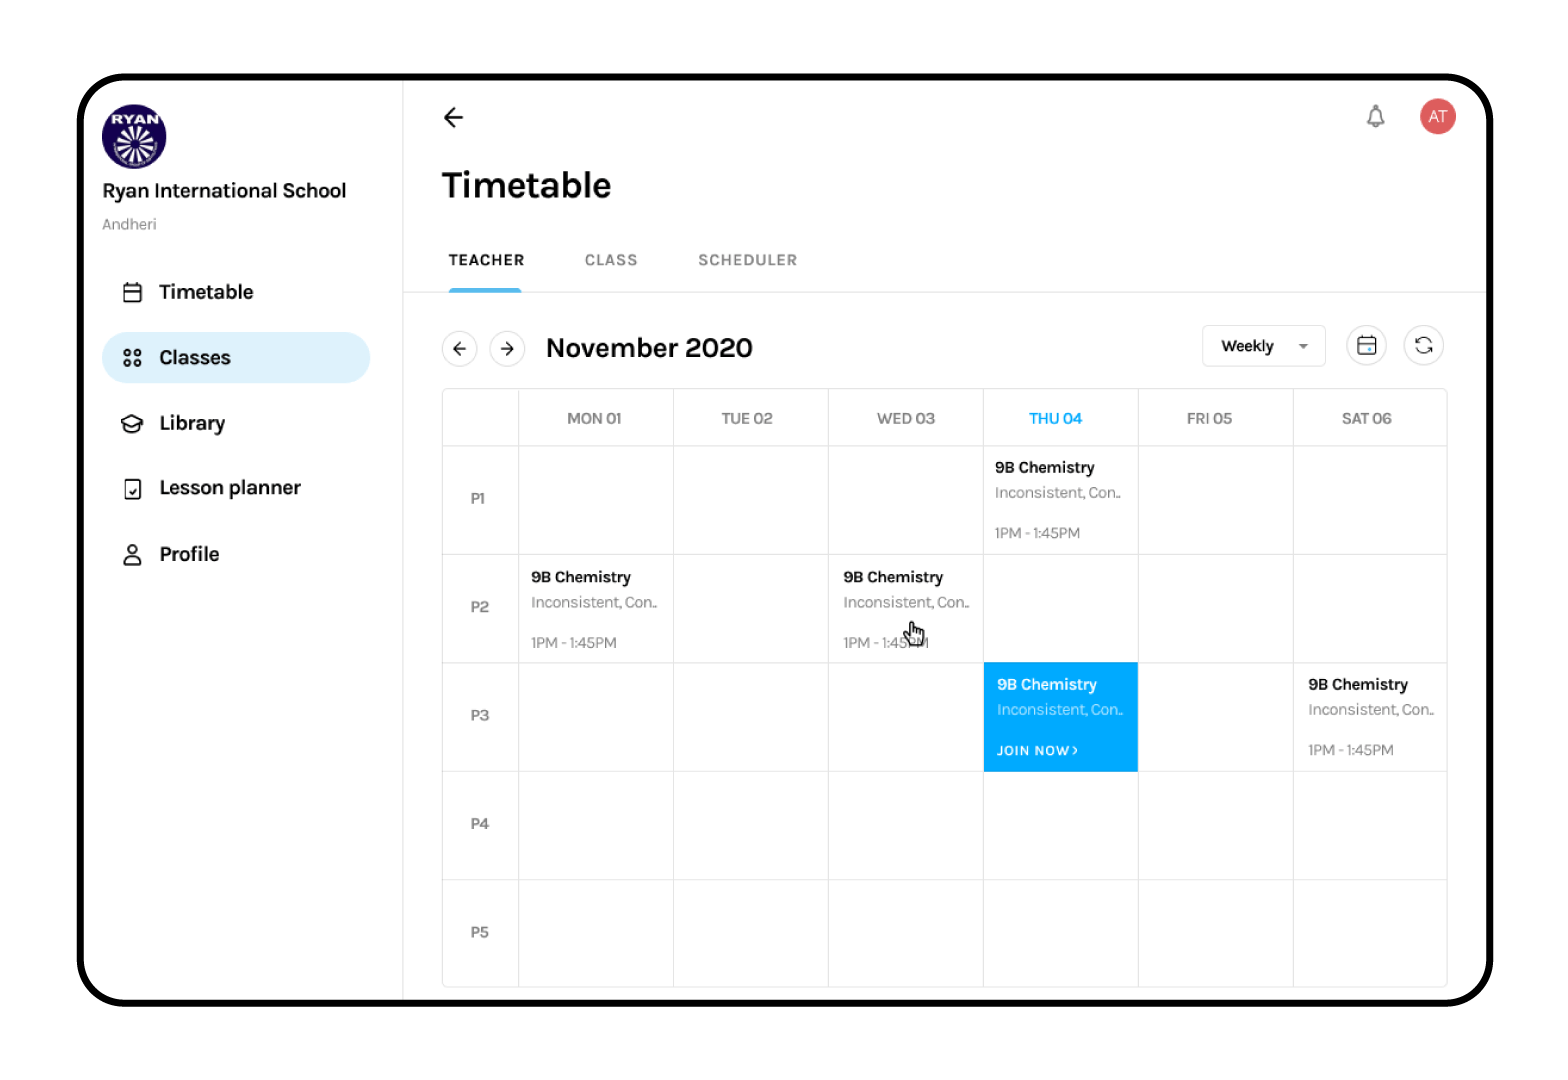 RYAN
Ryan International School
Andheri
Timetable
Classes
Library
Lesson planner
Profile
AT
Timetable
TEACHER CLASS SCHEDULER
November 2020
Weekly
MON 01 TUE 02 WED 03 THU 04 FRI 05 SAT 06
P1
9B Chemistry
Inconsistent, Con..
1PM - 1:45PM
P2
9B Chemistry
Inconsistent, Con..
1PM - 1:45PM
9B Chemistry
Inconsistent, Con..
1PM - 1:45PM
P3
9B Chemistry
Inconsistent, Con..
JOIN NOW›
9B Chemistry
Inconsistent, Con..
1PM - 1:45PM
P4
P5